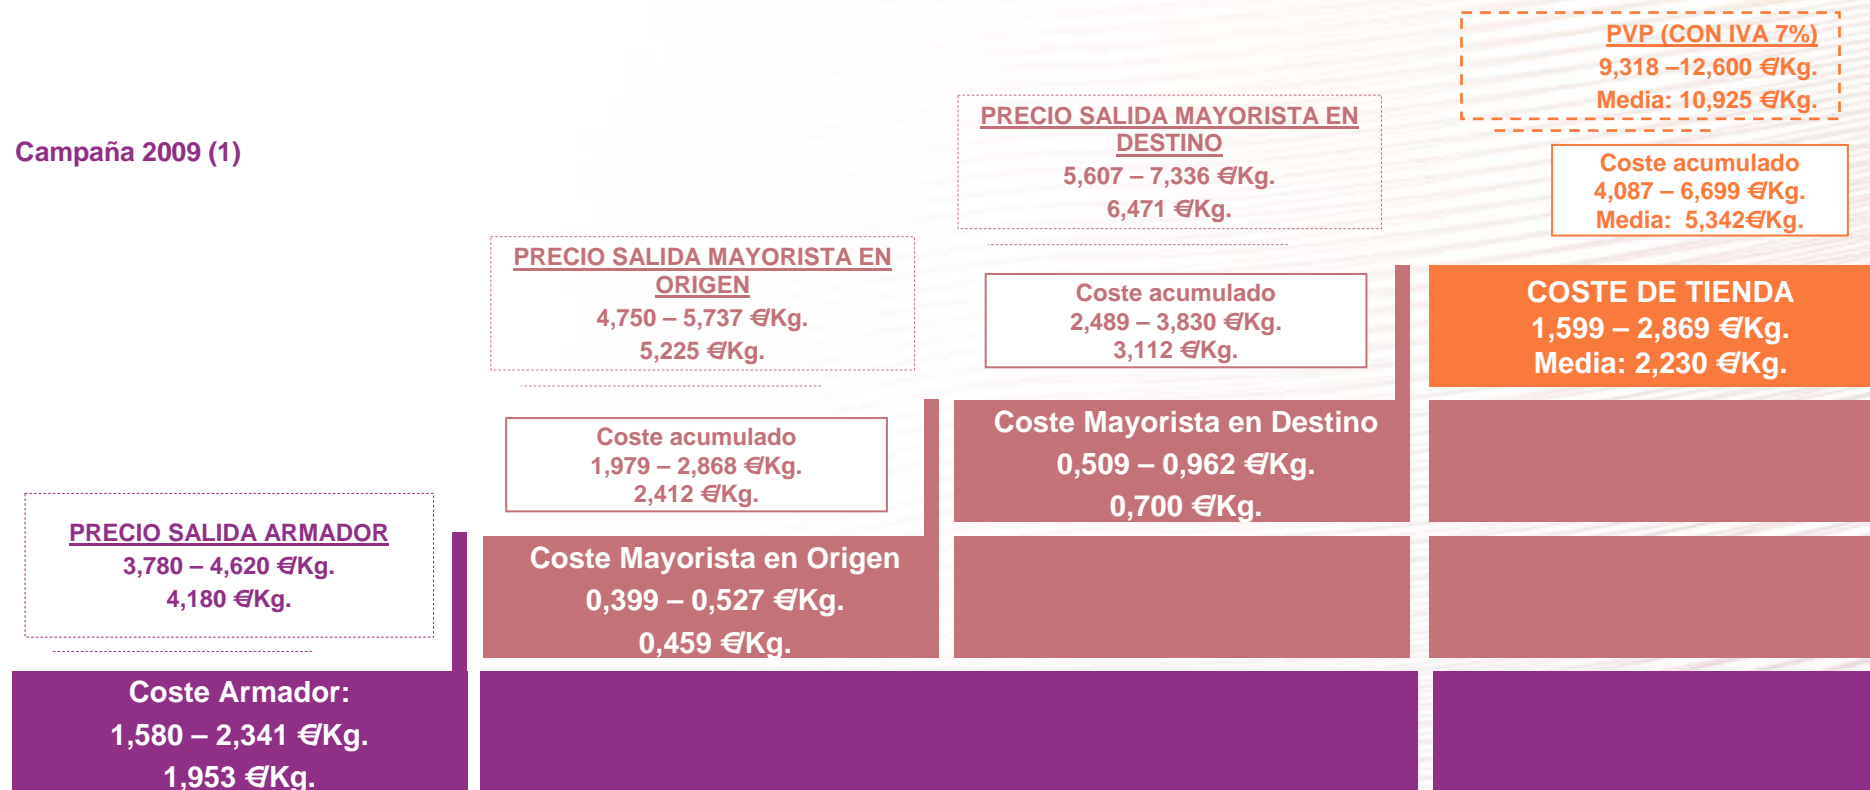 Campaña 2009 (1)
PVP (CON IVA 7%)
9,318 –12,600 €/Kg.
Media: 10,925 €/Kg.
Coste acumulado
4,087 – 6,699 €/Kg.
Media:  5,342€/Kg.
COSTE DE TIENDA
1,599 – 2,869 €/Kg.
Media: 2,230 €/Kg.
PRECIO SALIDA MAYORISTA EN
DESTINO
5,607 – 7,336 €/Kg.
6,471 €/Kg.
Coste acumulado
2,489 – 3,830 €/Kg.
3,112 €/Kg.
Coste Mayorista en Destino
0,509 – 0,962 €/Kg.
0,700 €/Kg.
PRECIO SALIDA MAYORISTA EN
ORIGEN
4,750 – 5,737 €/Kg.
5,225 €/Kg.
Coste acumulado
1,979 – 2,868 €/Kg.
2,412 €/Kg.
Coste Mayorista en Origen
0,399 – 0,527 €/Kg.
0,459 €/Kg.
PRECIO SALIDA ARMADOR
3,780 – 4,620 €/Kg.
4,180 €/Kg.
Coste Armador:
1,580 – 2,341 €/Kg.
1,953 €/Kg.